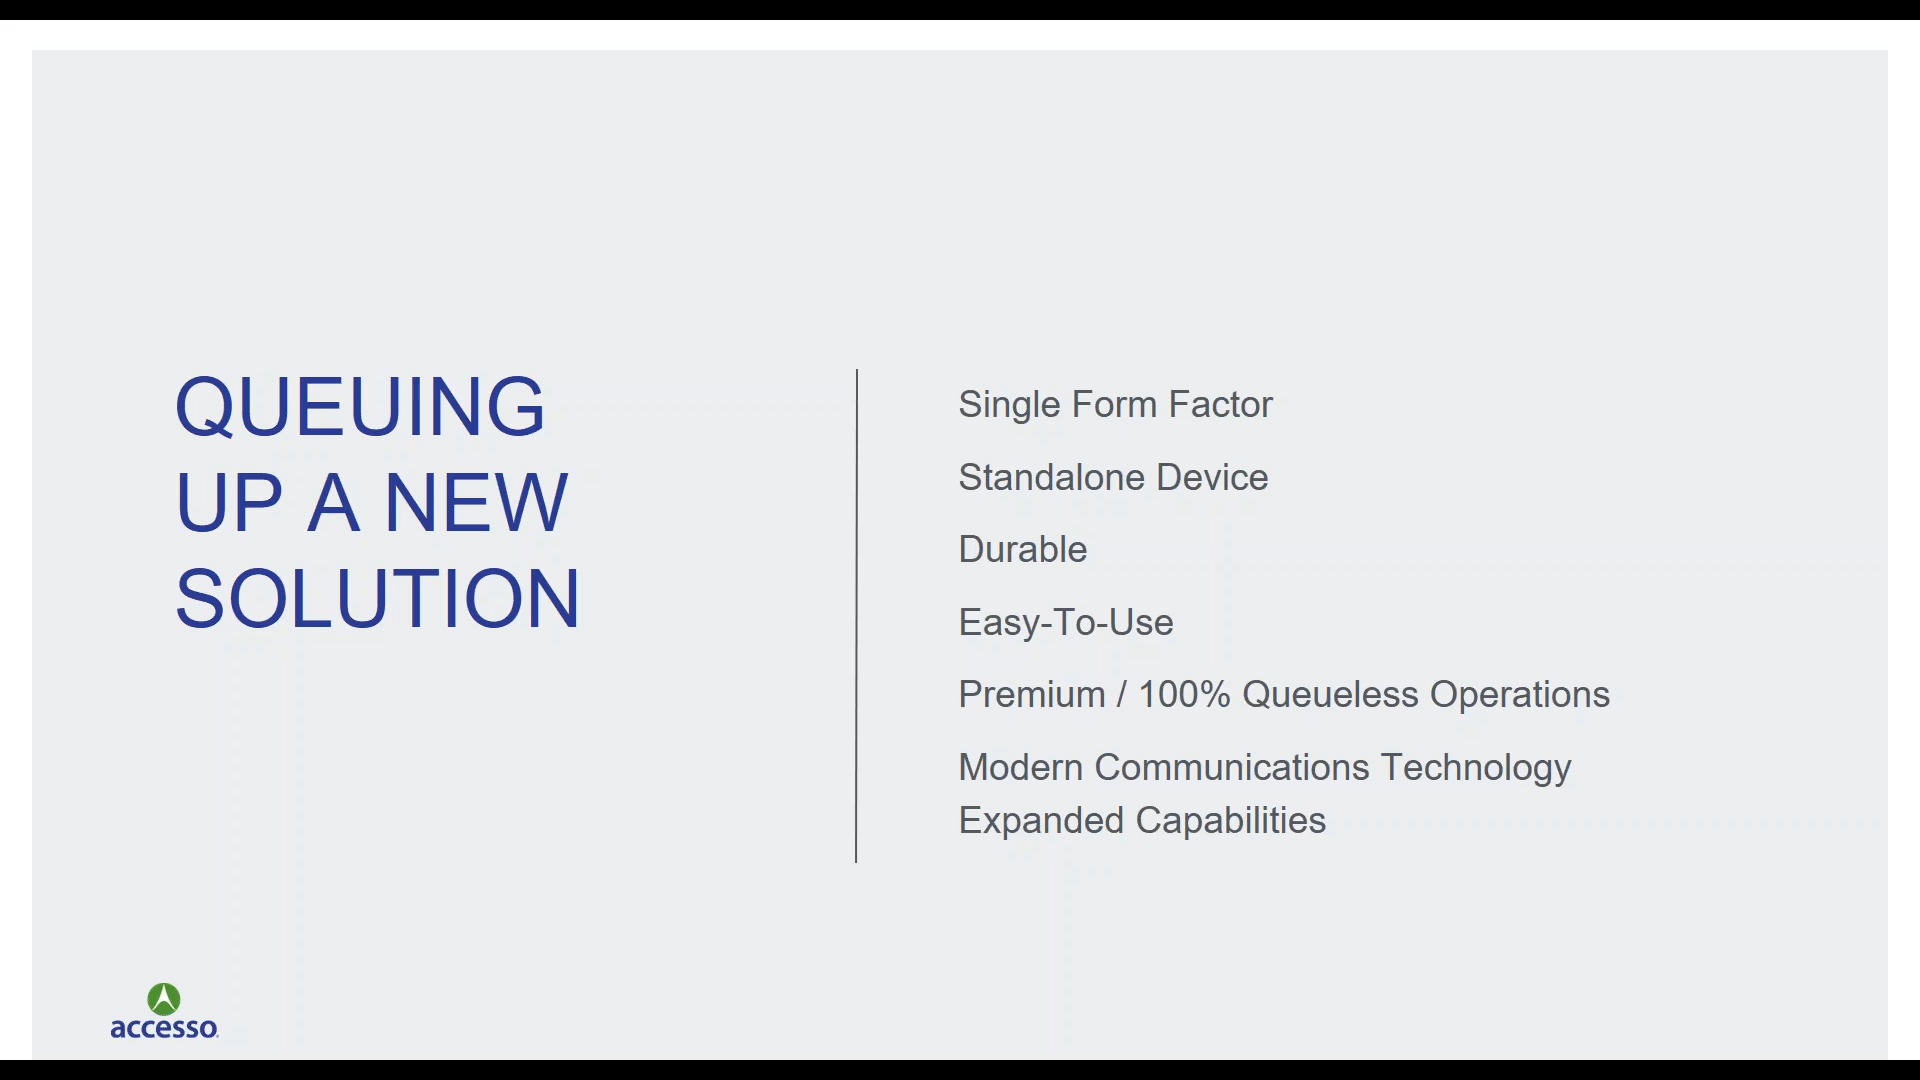 QUEUING
UP A NEW
SOLUTION
Single Form Factor
Standalone Device
Durable
Easy-To-Use
Premium / 100% Queueless Operations
Modern Communications Technology
Expanded Capabilities
accesso